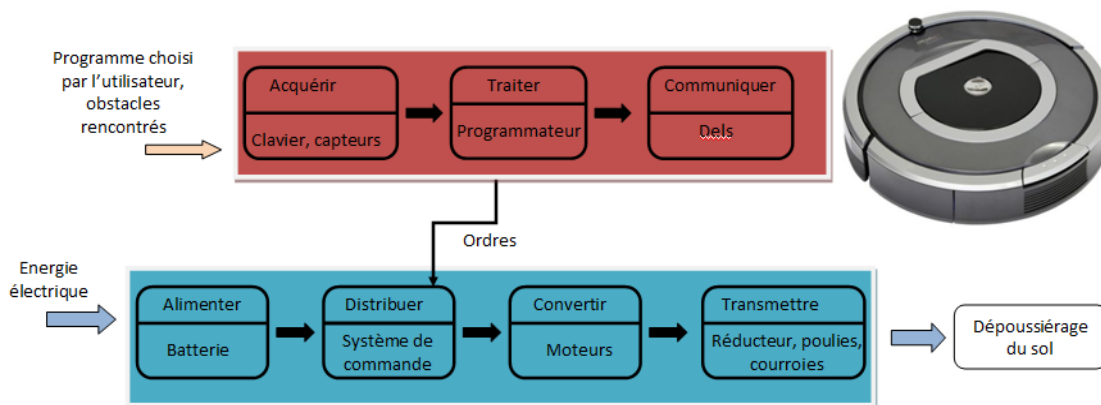 Programme choisi
par l'utilisateur,
obstacles
rencontrés
Acquérir
Clavier, capteurs
Traiter
Programmateur
Communiquer
Dels
Ordres
Energie
électrique
Alimenter
Batterie
Distribuer
Système de
commande
Convertir
Moteurs
Transmettre
Réducteur, poulies,
courroies
Dépoussiérage
du sol